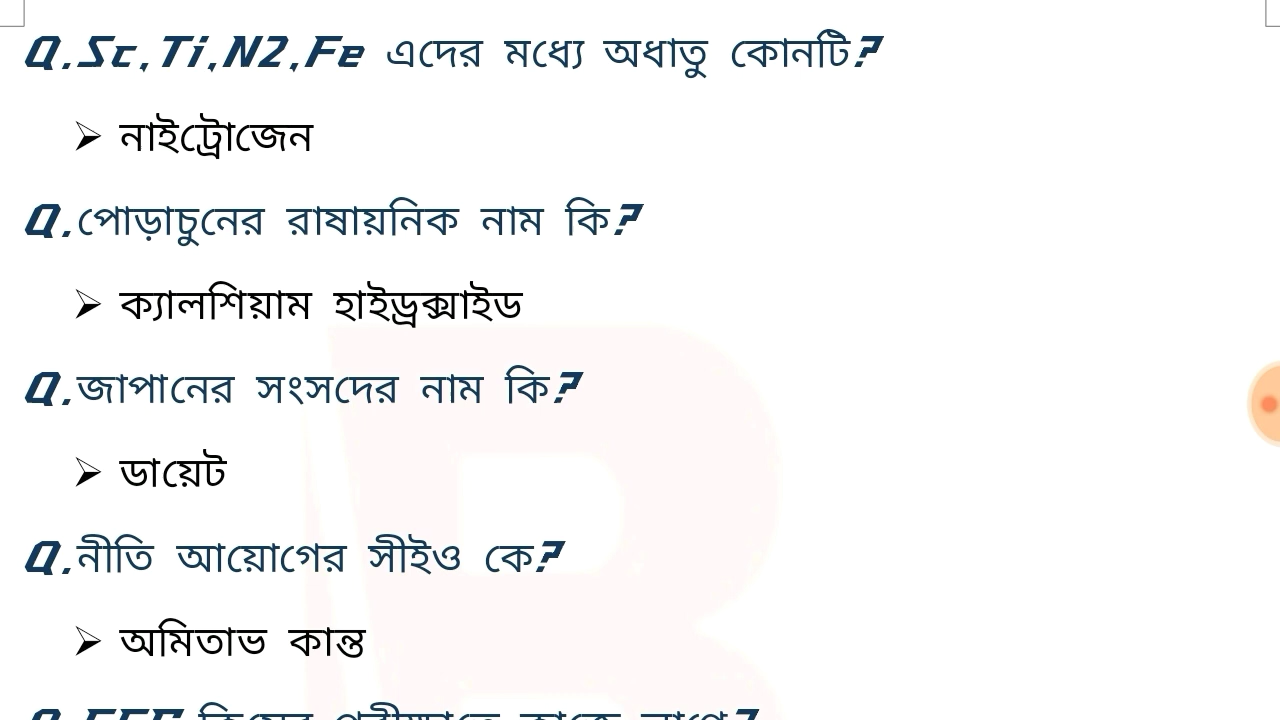 Q.Sc,Ti,N2,Fe এদের মধ্যে অধাতু কোনটি?
➢ নাইট্রোজেন
Q.পোড়াচুনের রাষায়নিক নাম কি?
➢ ক্যালশিয়াম হাইড্রক্সাইড
Q.জাপানের সংসদের নাম কি?
➢ ডায়েট
Q.নীতি আয়োগের সীইও কে?
➢ অমিতাভ কান্ত